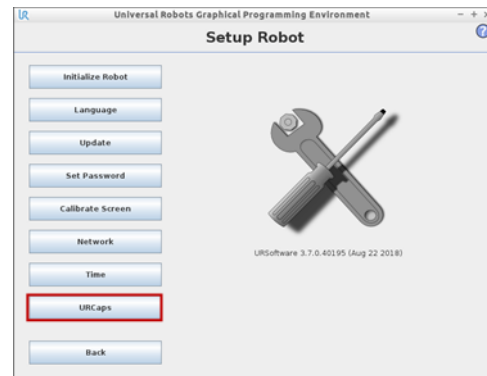 Universal Robots Graphical Programming Environment
Setup Robot
?
Initialize Robot
Language
Update
Set Password
Calibrate Screen
Network
Time
URCaps
Back
URSoftware 3.7.0.40195 (Aug 22 2018)